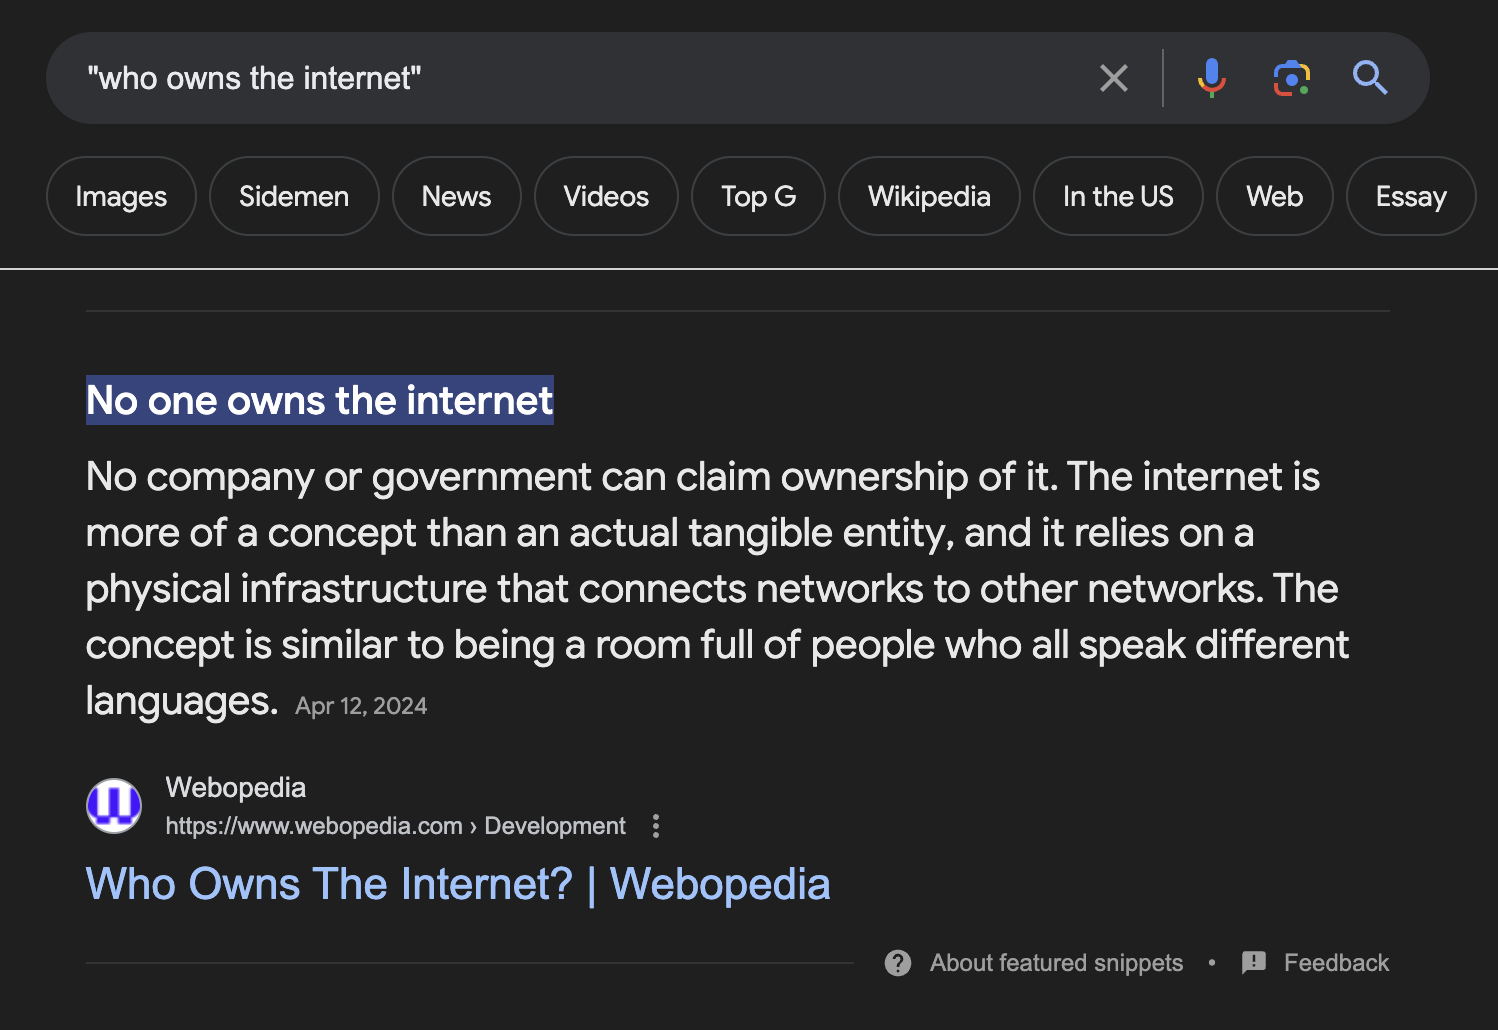 "who owns the internet"
Images Sidemen News Videos Top G Wikipedia In the US Web Essay
No one owns the internet
No company or government can claim ownership of it. The internet is
more of a concept than an actual tangible entity, and it relies on a
physical infrastructure that connects networks to other networks. The
concept is similar to being a room full of people who all speak different
languages. Apr 12, 2024
Webopedia
https://www.webopedia.com › Development
Who Owns The Internet? | Webopedia
About featured snippets • Feedback